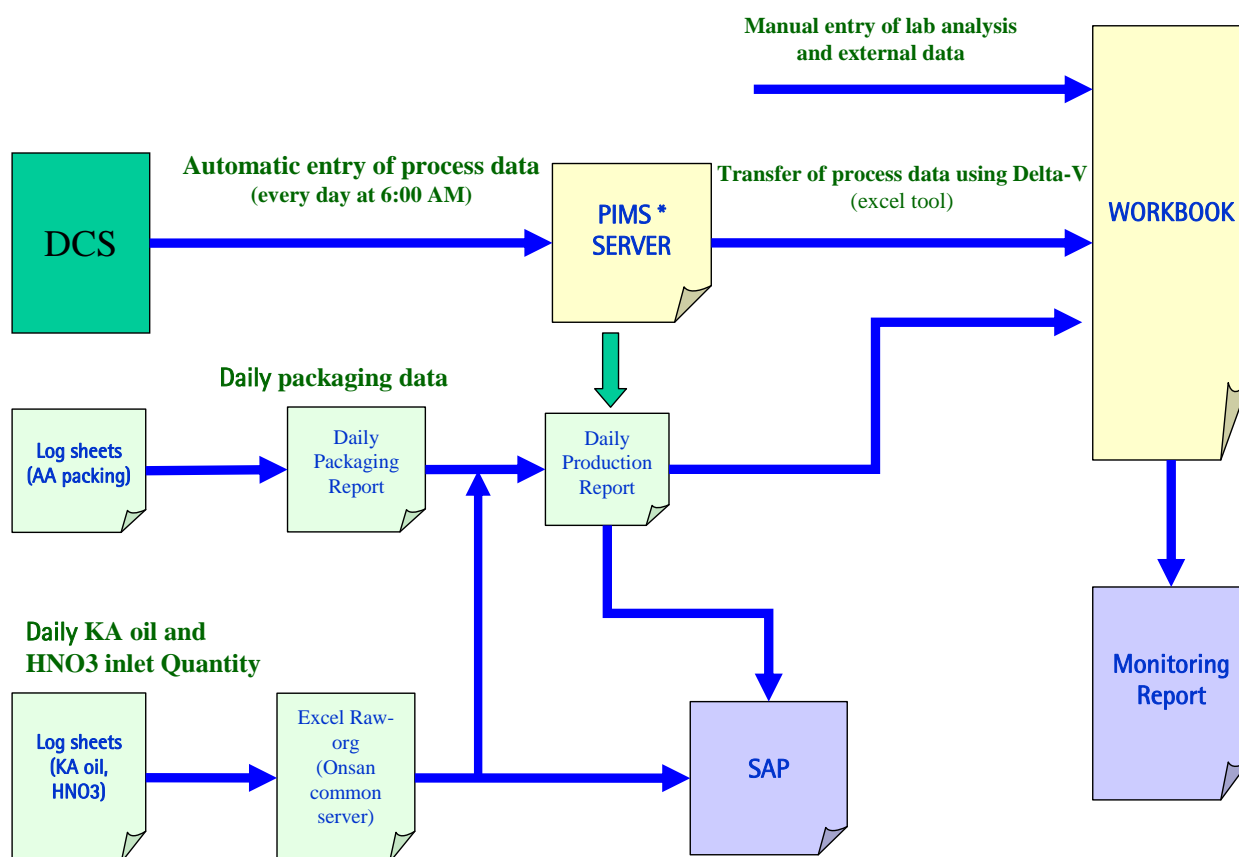 Manual entry of lab analysis
and external data
Automatic entry of process data
(every day at 6:00 AM)
Transfer of process data using Delta-V
(excel tool)
DCS
PIMS *
SERVER
WORKBOOK
Daily packaging data
Log sheets
(AA packing)
Daily
Packaging
Report
Daily
Production
Report
Daily KA oil and
HNO3 inlet Quantity
Log sheets
(KA oil,
HNO3)
Excel Raw-
org
(Onsan
common
server)
SAP
Monitoring
Report